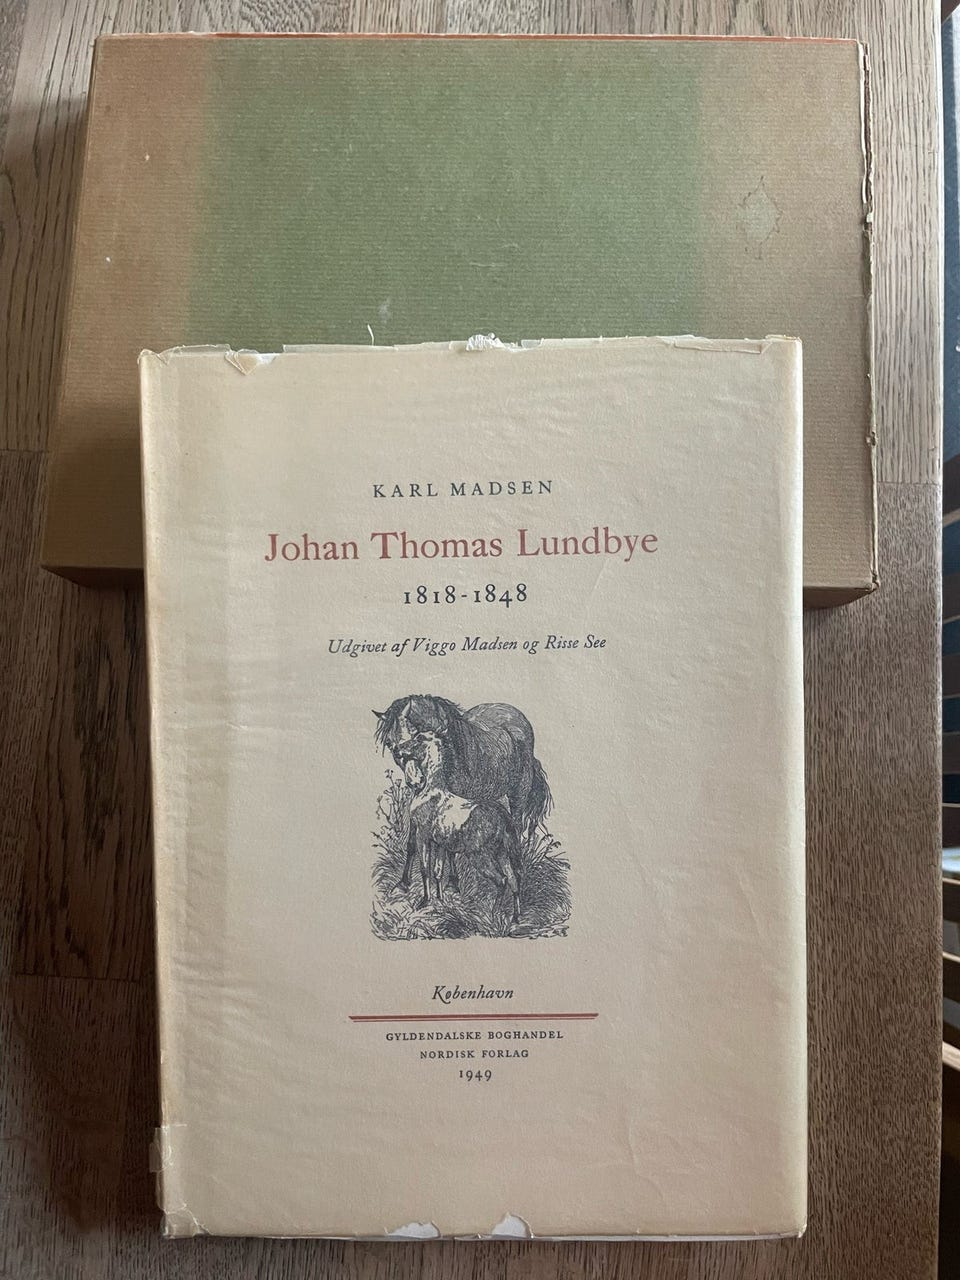 KARL MADSEN
Johan Thomas Lundbye
1818-1848
Udgivet af Viggo Madsen og Risse See
København
GYLDENDALSKE BOGHANDEL
NORDISK FORLAG
1949